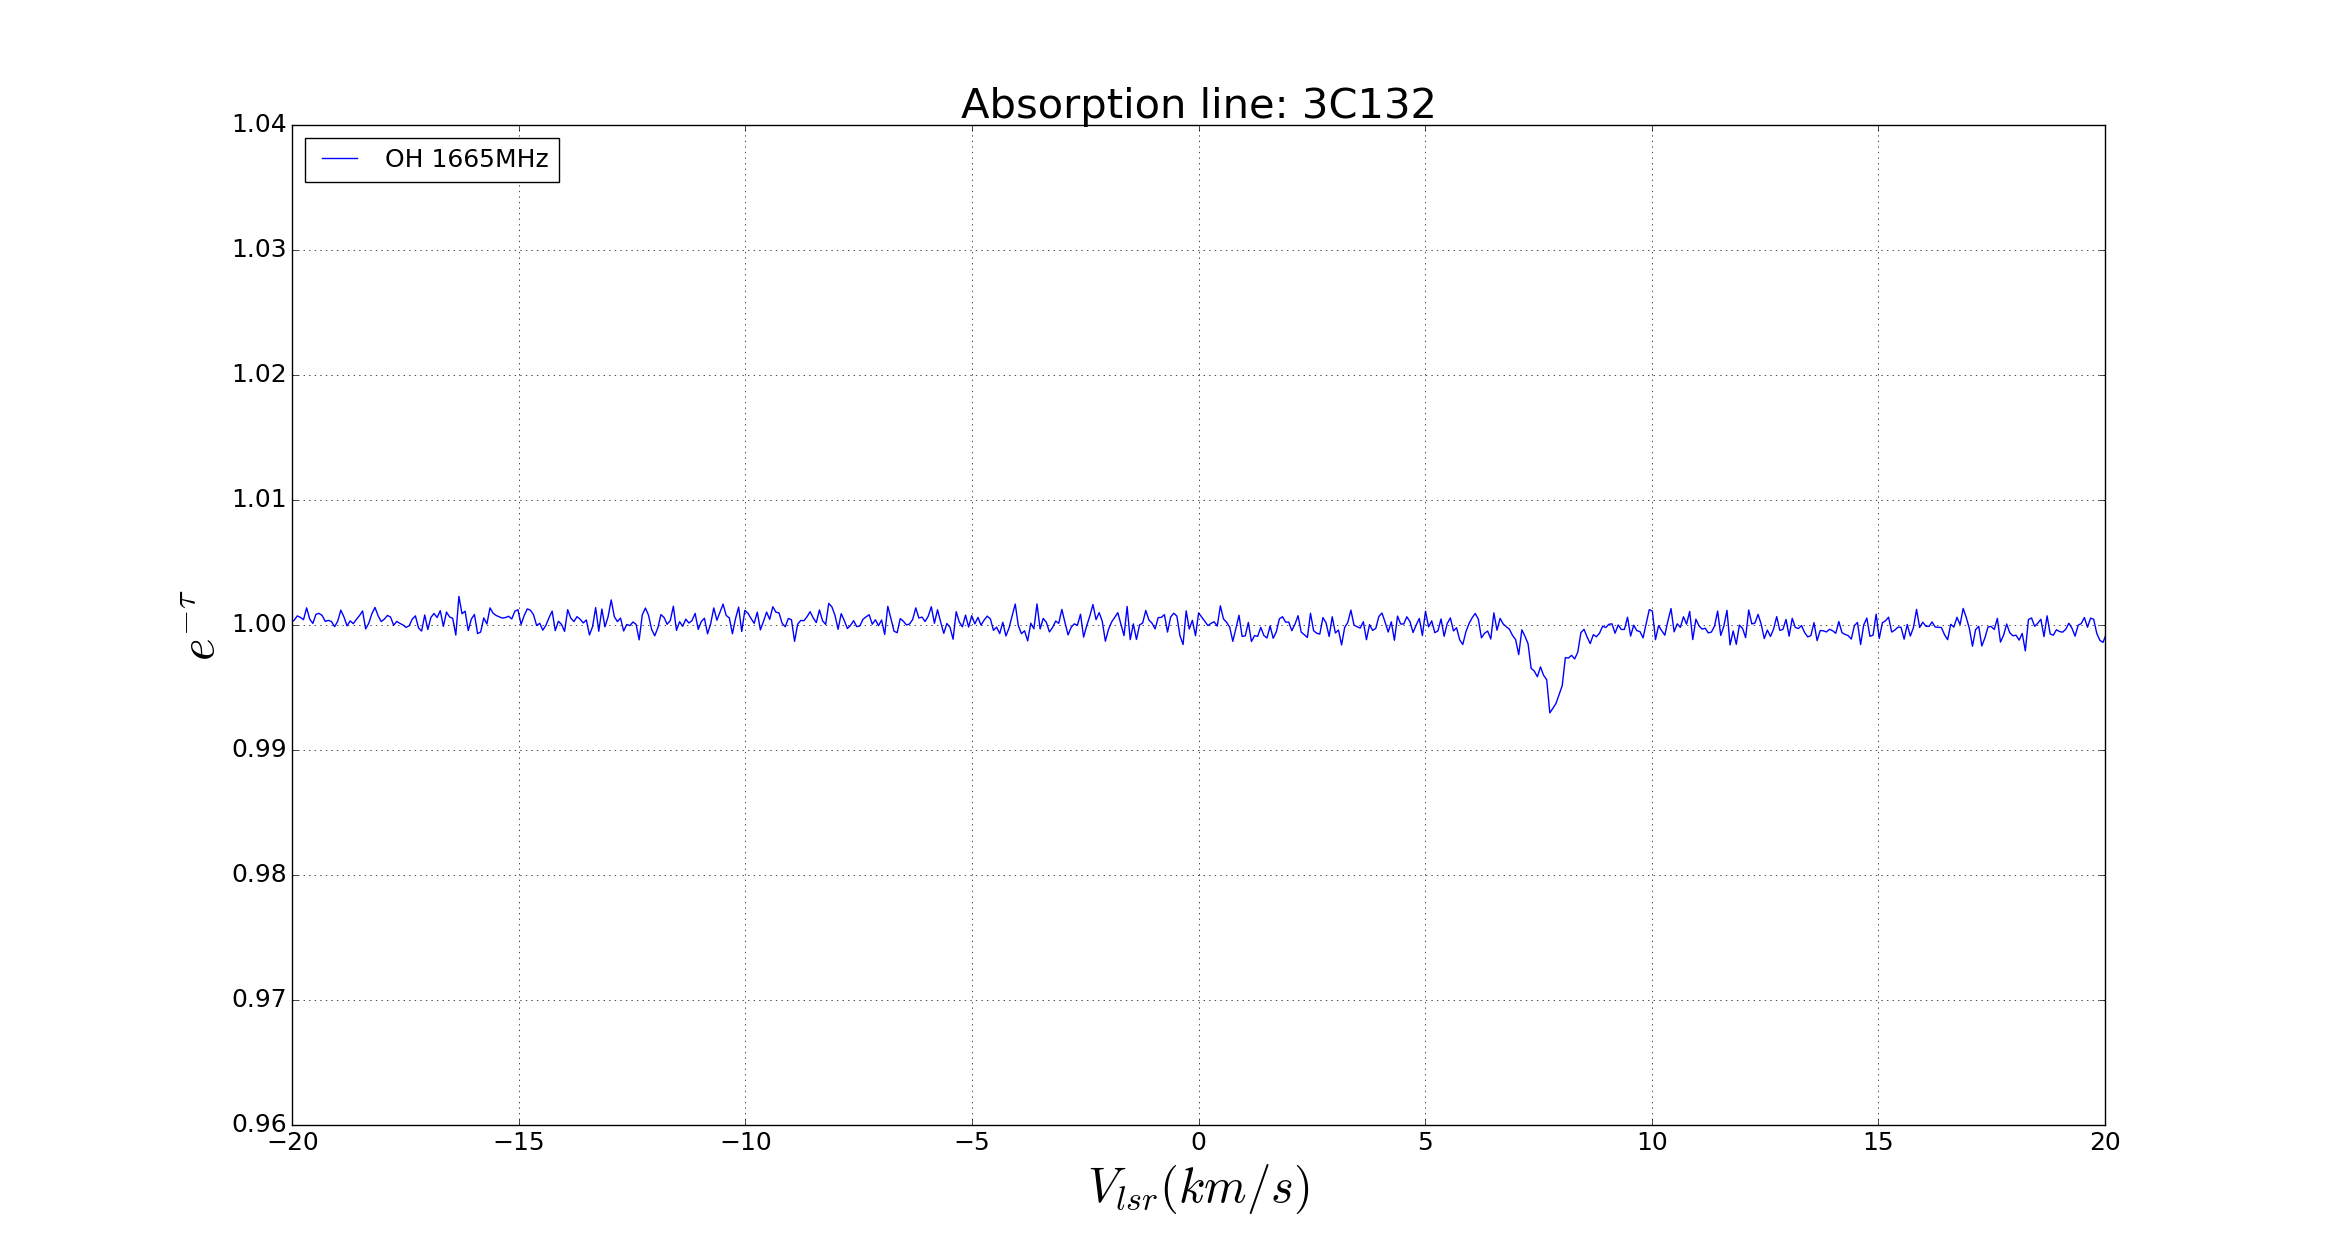 Absorption line: 3C132
OH 1665MHz
1.04
1.03
1.02
1.01
1.00
0.99
0.98
0.97
0.96
e^{-τ}
−20 −15 −10 −5 0 5 10 15 20
V_{lsr}(km/s)